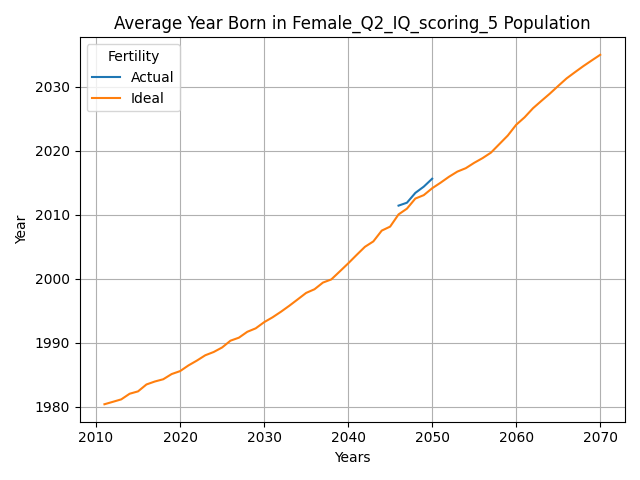 Average Year Born in Female_Q2_IQ_scoring_5 Population
Fertility
Actual
Ideal
Year
2030
2020
2010
2000
1990
1980
2010 2020 2030 2040 2050 2060 2070
Years